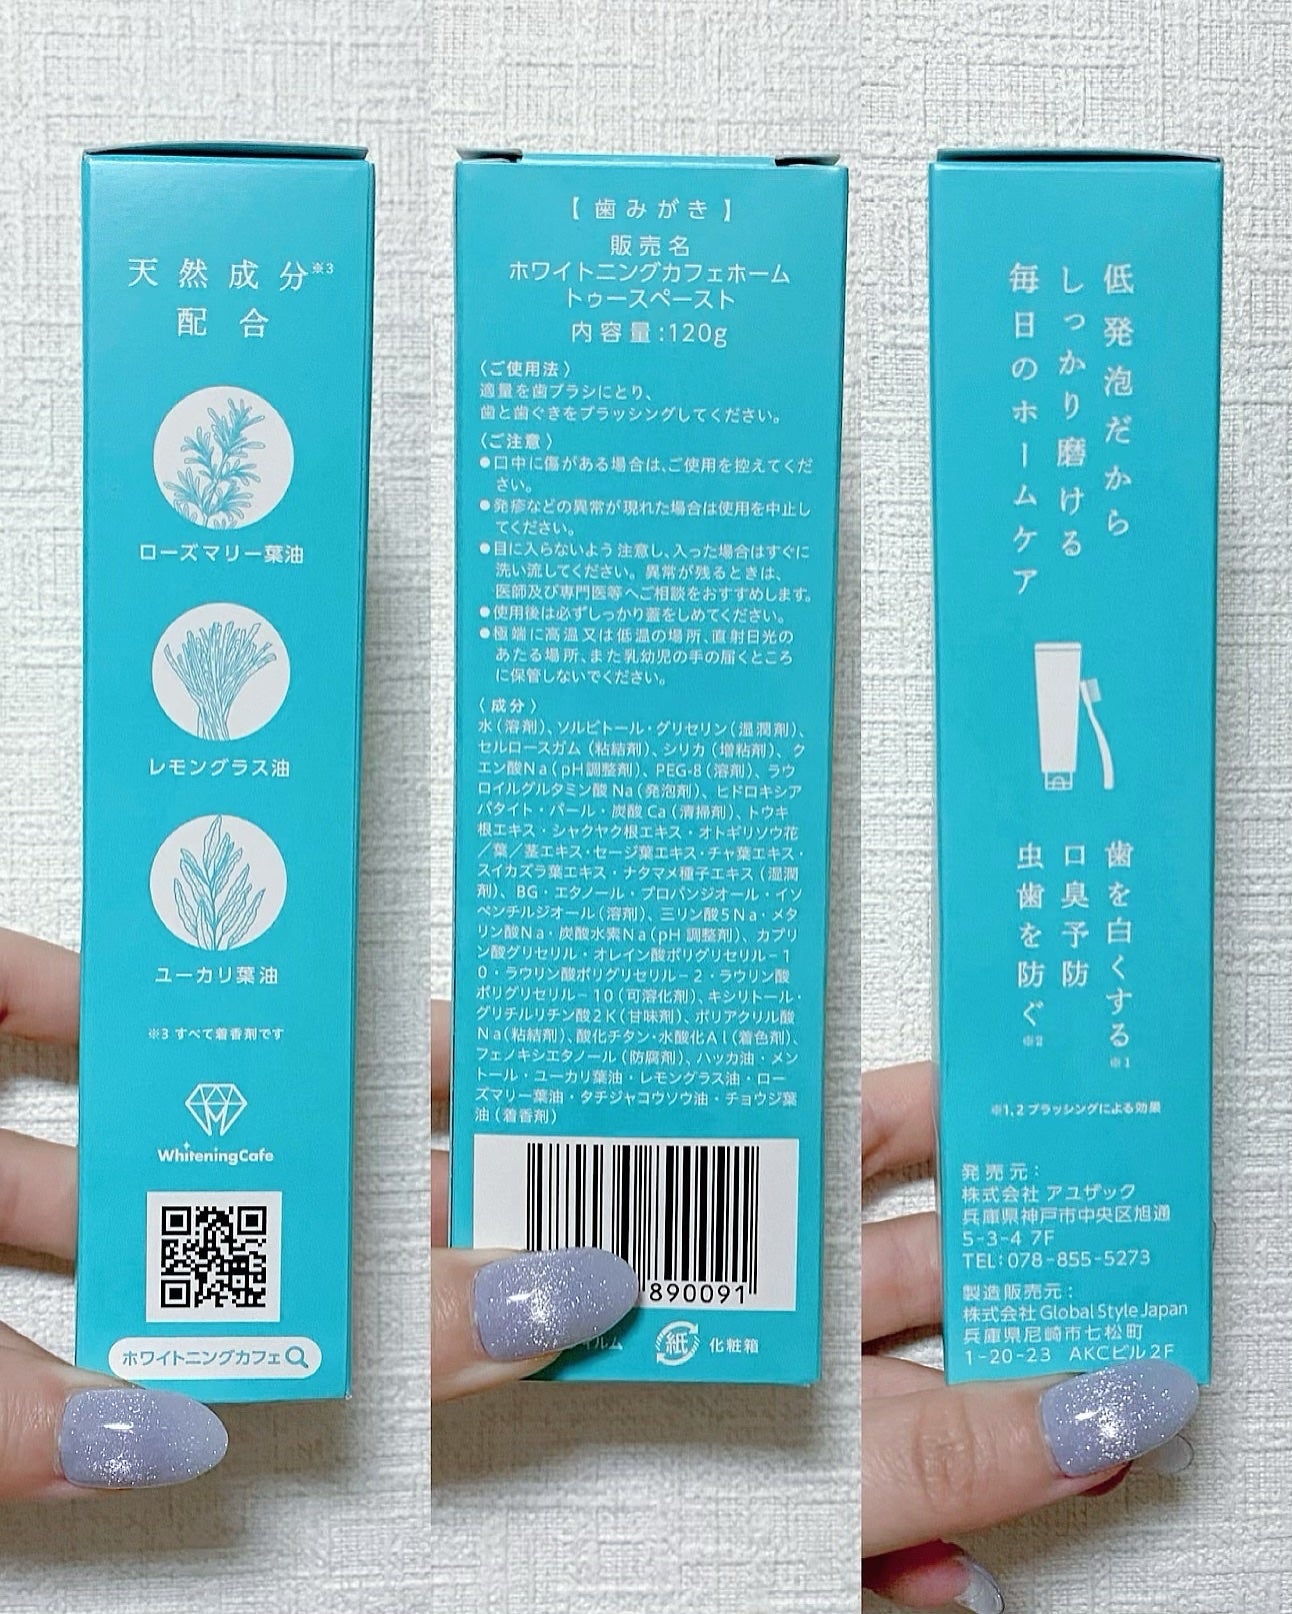 天然成分※3
配合
ローズマリー葉油
レモングラス油
ユーカリ葉油
※3 すべて着香剤です
WhiteningCafe
ホワイトニングカフェ
【歯みがき】
販売名
ホワイトニングカフェホーム
トゥースペースト
内容量:120g
〈ご使用法〉
適量を歯ブラシにとり、
歯と歯ぐきをブラッシングしてください。
〈ご注意〉
●口中に傷がある場合は、ご使用を控えてくだ
さい。
●発疹などの異常が現れた場合は使用を中止し
てください。
●目に入らないよう注意し、入った場合はすぐに
洗い流してください。異常が残るときは、
医師及び専門医等へご相談をおすすめします。
●使用後は必ずしっかり蓋をしめてください。
●極端に高温又は低温の場所、直射日光の
あたる場所、また乳幼児の手の届くところ
に保管しないでください。
〈成分〉
水(溶剤)、ソルビトール・グリセリン(湿潤剤)、
セルロースガム(粘結剤)、シリカ(増粘剤)、ク
エン酸Na(pH調整剤)、PEG-8(溶剤)、ラウ
ロイルグルタミン酸Na(発泡剤)、ヒドロキシア
パタイト・パール・炭酸Ca(清掃剤)、トウキ
根エキス・シャクヤク根エキス・オトギリソウ花
/葉/茎エキス・セージ葉エキス・チャ葉エキス・
スイカズラ葉エキス・ナタマメ種子エキス(湿潤
剤)、BG・エタノール・プロパンジオール・イソ
ペンチルジオール(溶剤)、三リン酸5Na・メタ
リン酸Na・炭酸水素Na(pH調整剤)、カプリ
ン酸グリセリル・オレイン酸ポリグリセリル-1
0・ラウリン酸ポリグリセリル-2・ラウリン酸
ポリグリセリル-10(可溶化剤)、キシリトール・
グリチルリチン酸2K(甘味剤)、ポリアクリル酸
Na(粘結剤)、酸化チタン・水酸化Al(着色剤)、
フェノキシエタノール(防腐剤)、ハッカ油・メン
トール・ユーカリ葉油・レモングラス油・ロー
ズマリー葉油・タチジャコウソウ油・チョウジ葉
油(着香剤)
890091
紙 化粧箱
低発泡だから
しっかり磨ける
毎日のホームケア
歯を白くする※1
口臭予防
虫歯を防ぐ※2
※1,2 ブラッシングによる効果
発売元:
株式会社 アユザック
兵庫県神戸市中央区旭通
5-3-4 7F
TEL:078-855-5273
製造販売元:
株式会社 Global Style Japan
兵庫県尼崎市七松町
1-20-23 AKCビル2F